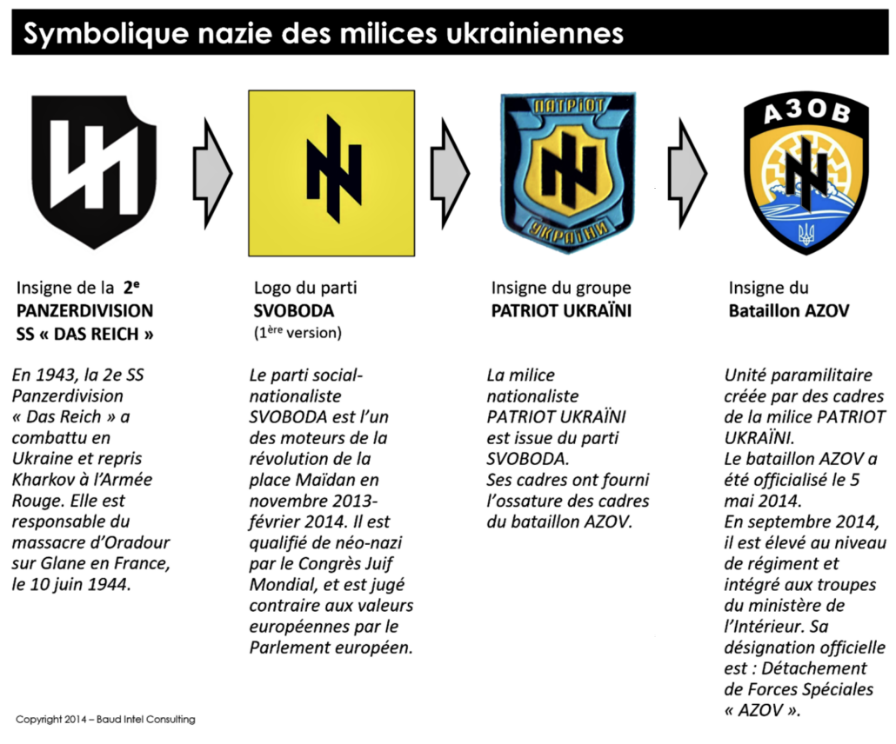 Symbolique nazie des milices ukrainiennes
ПАТРІОТ
УКРАЇНИ
АЗОВ
Insigne de la 2e
PANZERDIVISION
SS « DAS REICH »
Logo du parti
SVOBODA
(1ère version)
Insigne du groupe
PATRIOT UKRAÏNI
Insigne du
Bataillon AZOV
En 1943, la 2e SS
Panzerdivision
« Das Reich » a
combattu en
Ukraine et repris
Kharkov à l’Armée
Rouge. Elle est
responsable du
massacre d’Oradour
sur Glane en France,
le 10 juin 1944.
Le parti social-
nationaliste
SVOBODA est l’un
des moteurs de la
révolution de la
place Maïdan en
novembre 2013-
février 2014. Il est
qualifié de néo-nazi
par le Congrès Juif
Mondial, et est jugé
contraire aux valeurs
européennes par le
Parlement européen.
La milice
nationaliste
PATRIOT UKRAÏNI
est issue du parti
SVOBODA.
Ses cadres ont fourni
l’ossature des cadres
du bataillon AZOV.
Unité paramilitaire
créée par des cadres
de la milice PATRIOT
UKRAÏNI.
Le bataillon AZOV a
été officialisé le 5
mai 2014.
En septembre 2014,
il est élevé au niveau
de régiment et
intégré aux troupes
du ministère de
l’Intérieur. Sa
désignation officielle
est : Détachement
de Forces Spéciales
« AZOV ».
Copyright 2014 – Baud Intel Consulting